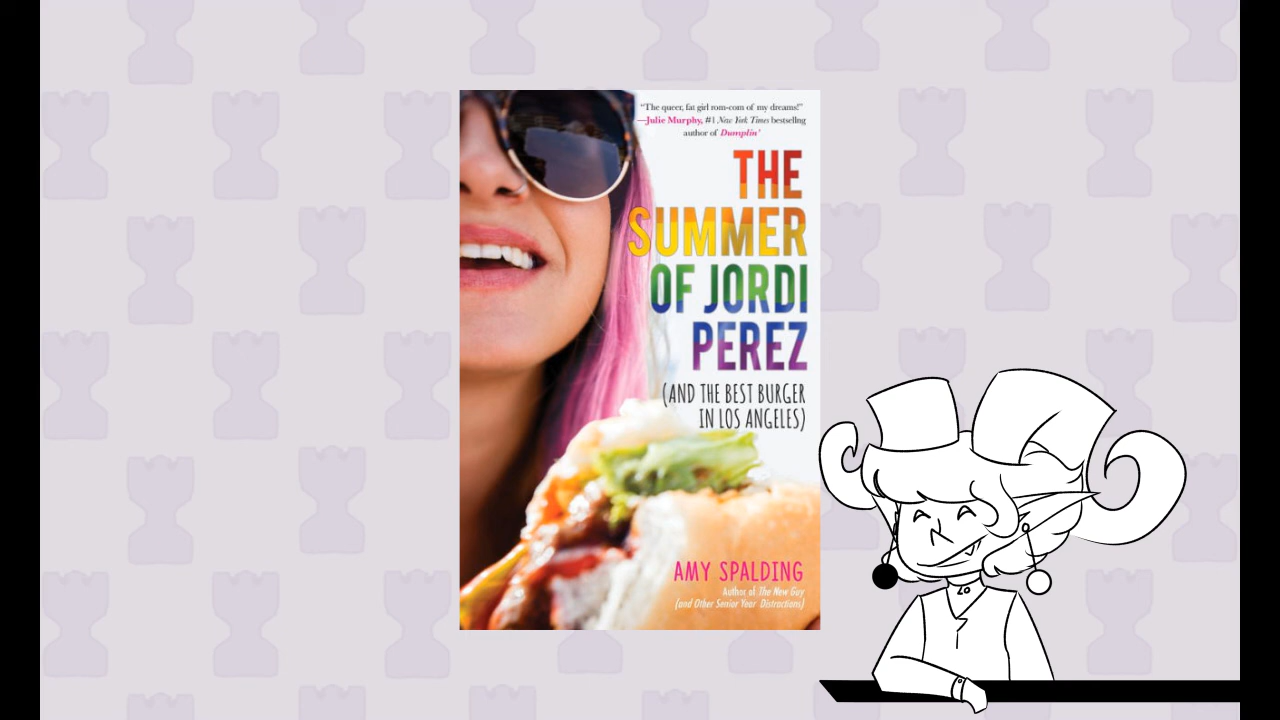 “The queer, fat girl rom-com of my dreams!”
—Julie Murphy, #1 New York Times bestsellng
author of Dumplin’
THE
SUMMER
OF JORDI
PEREZ
(AND THE BEST BURGER
IN LOS ANGELES)
AMY SPALDING
Author of The New Guy
(and Other Senior Year Distractions)